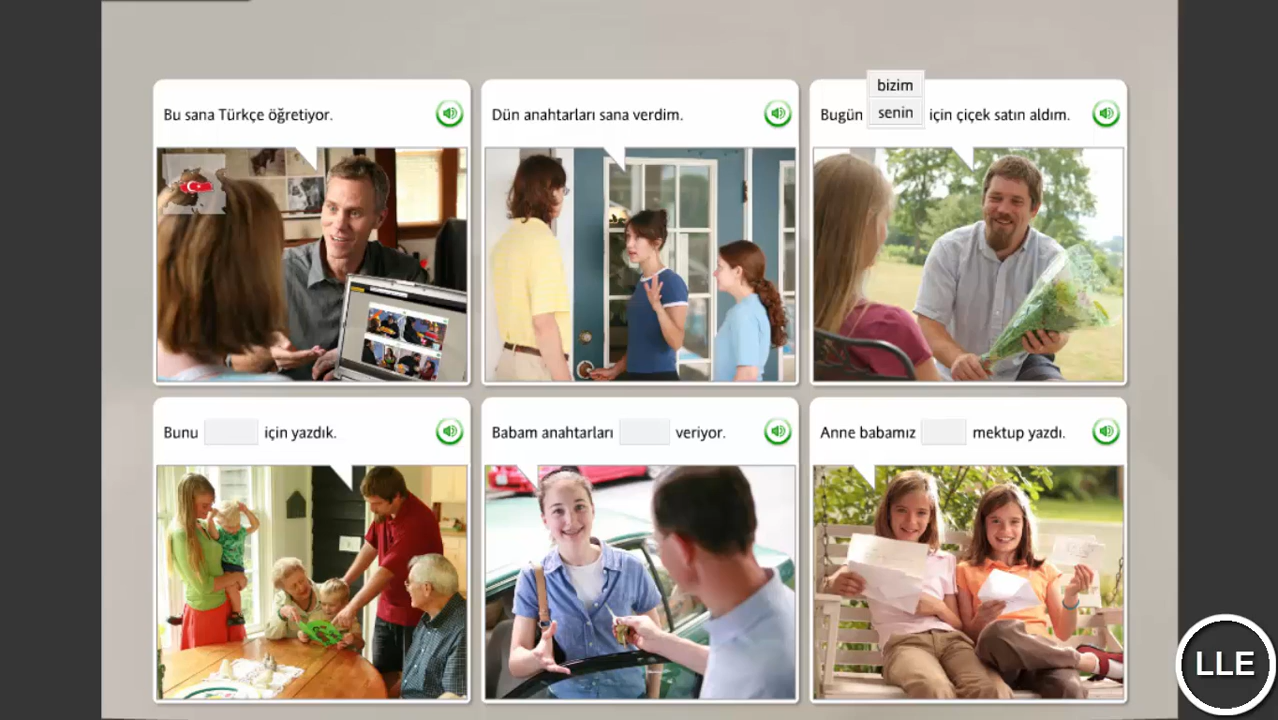 Bu sana Türkçe öğretiyor.
Dün anahtarları sana verdim.
bizim
Bugün senin için çiçek satın aldım.
Bunu için yazdık.
Babam anahtarları veriyor.
Anne babamız mektup yazdı.
LLE